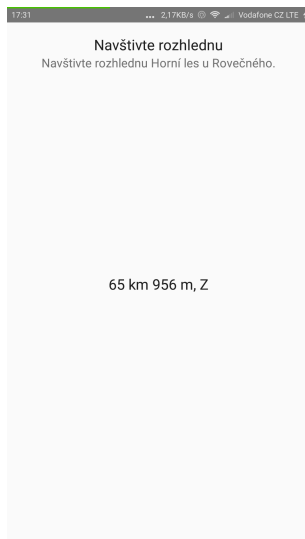 17:31 ... 2,17KB/s Vodafone CZ LTE
Navštivte rozhlednu
Navštivte rozhlednu Horní les u Rovečného.
65 km 956 m, Z